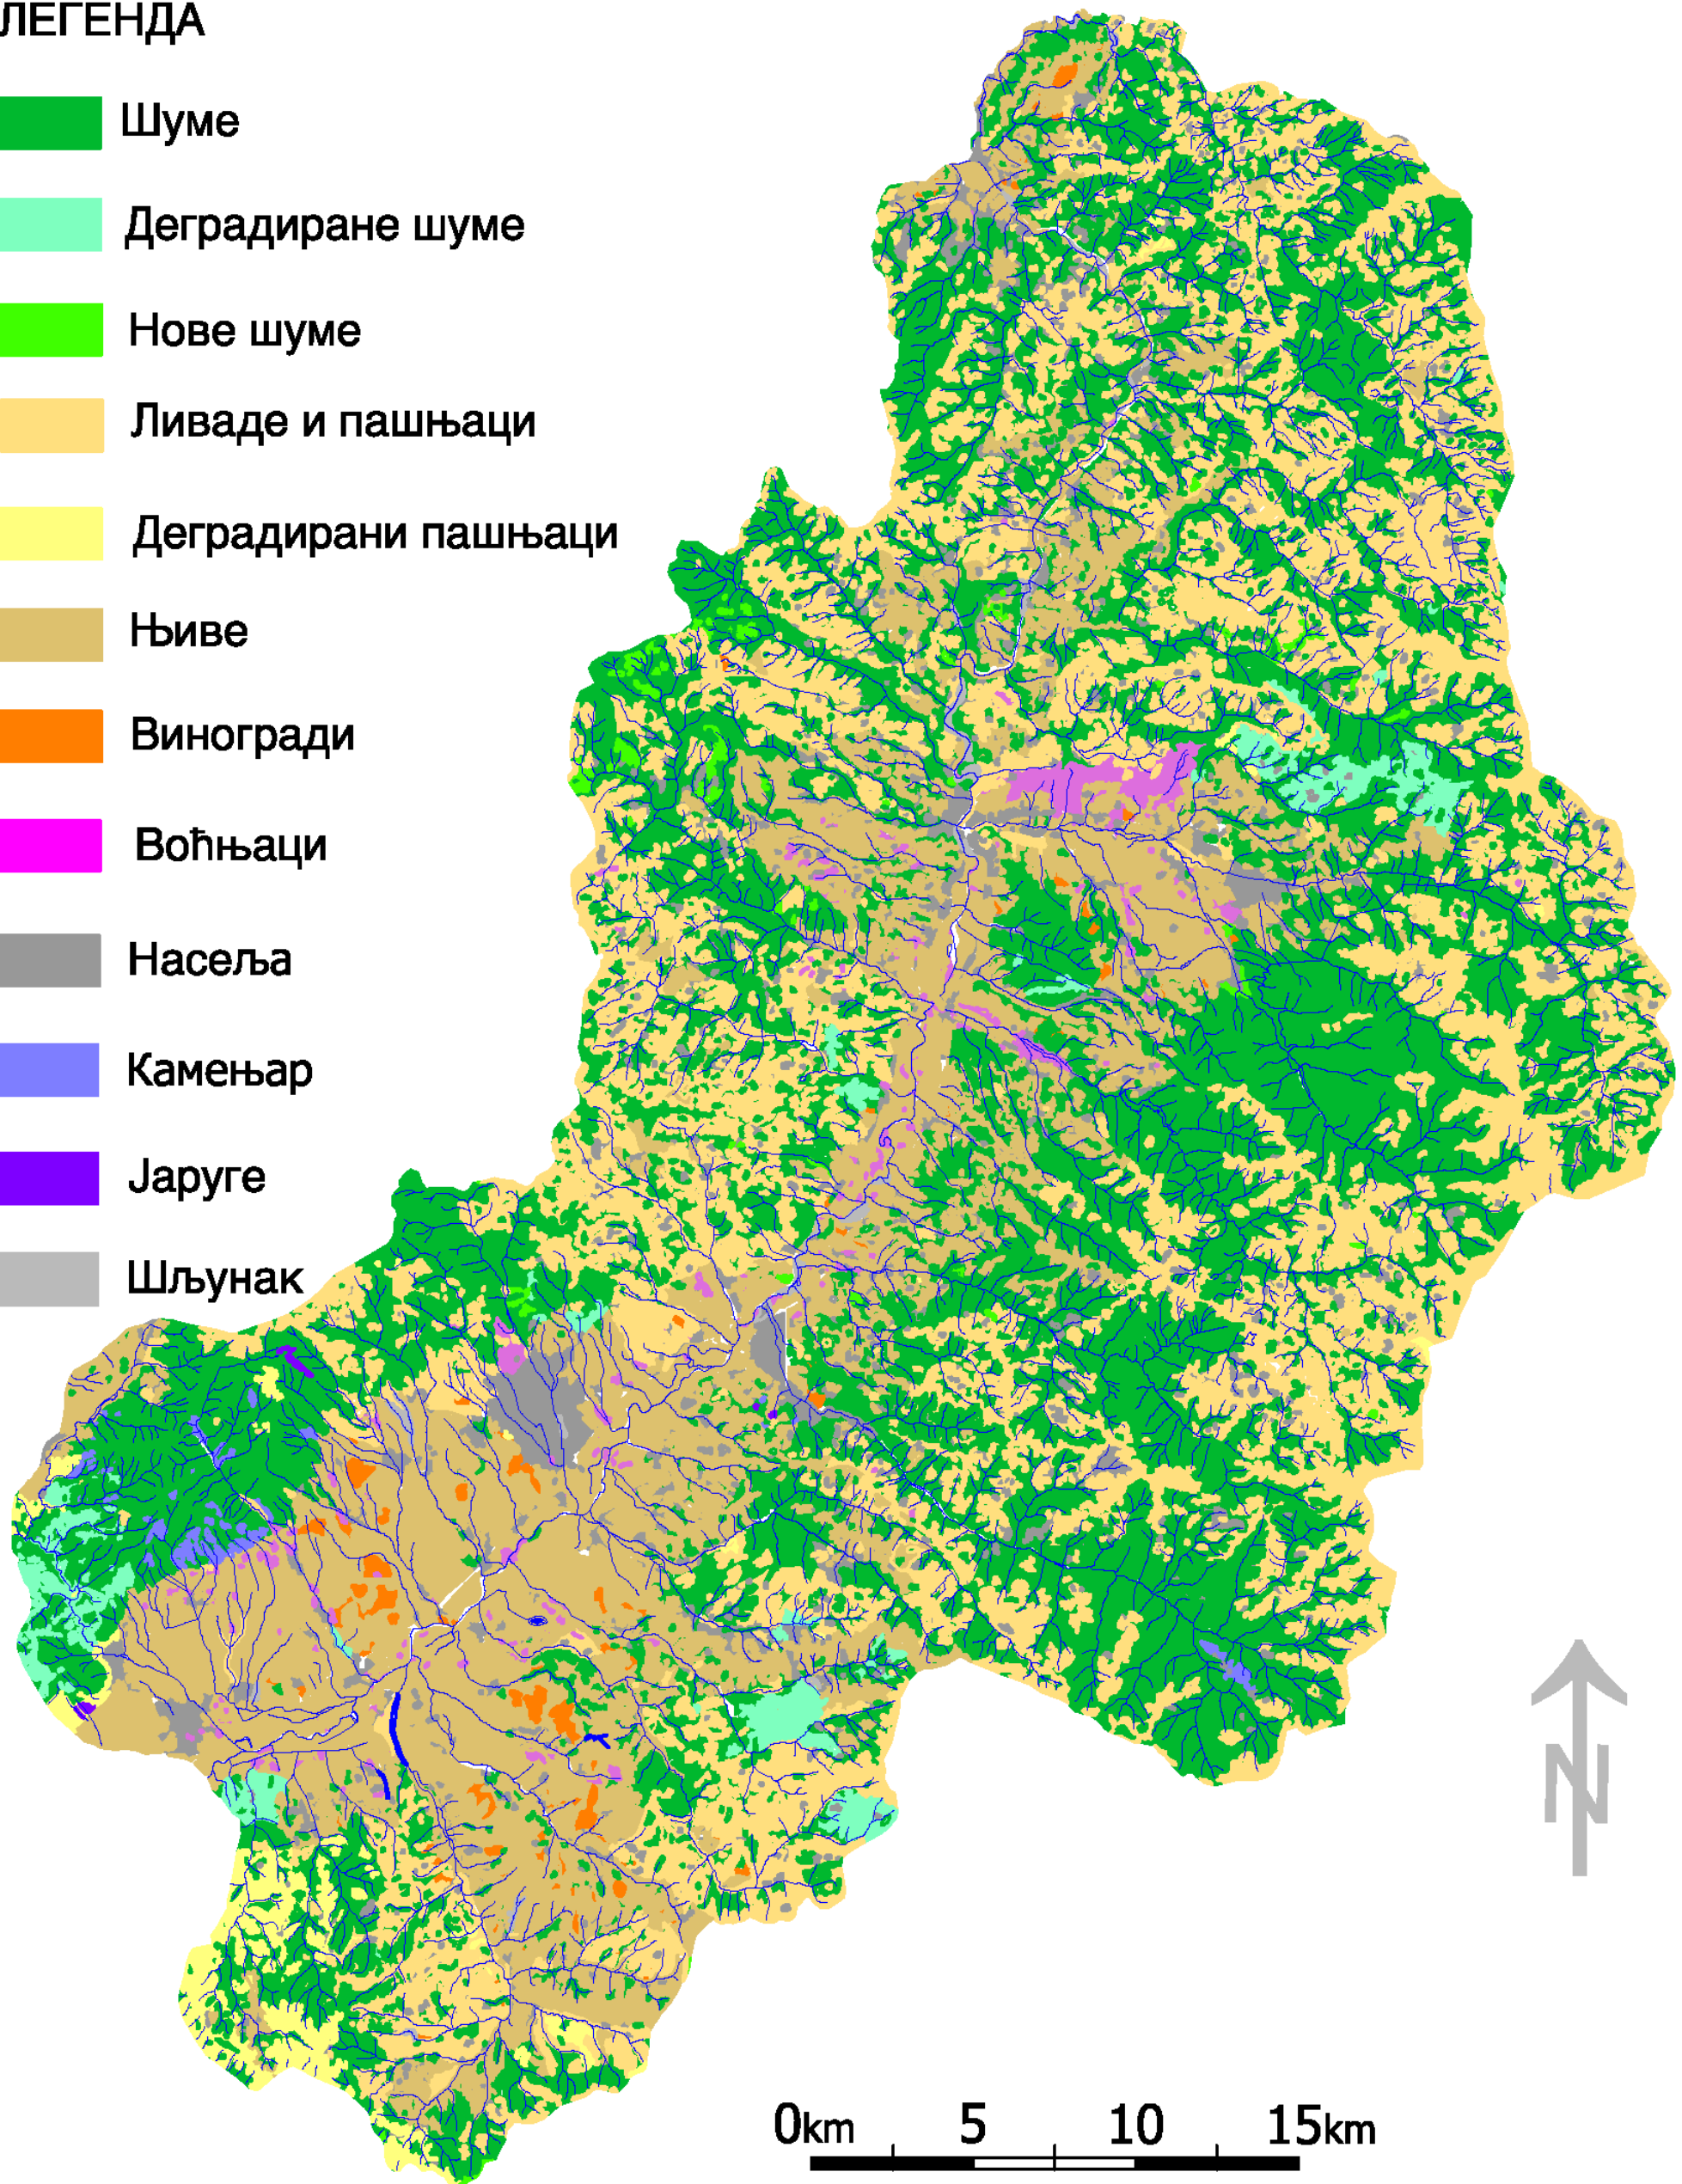 ЛЕГЕНДА
Шуме
Деградиране шуме
Нове шуме
Ливаде и пашњаци
Деградирани пашњаци
Њиве
Виногради
Воћњаци
Насеља
Камењар
Јаруге
Шљунак
N
0km 5 10 15km